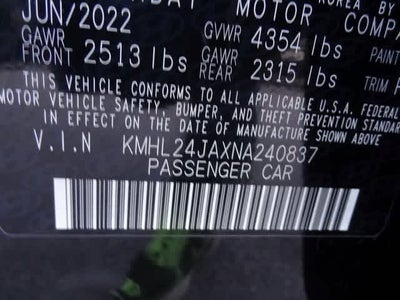 MOTOR COMPA
JUN/2022 GVWR 4354 lbs
GAWR FRONT 2513 lbs GAWR REAR 2315 lbs
PAINT
TRIM
THIS VEHICLE CONFORMS TO ALL APPLICABLE U.S.A. FEDERAL
MOTOR VEHICLE SAFETY, BUMPER, AND THEFT PREVENTION STANDAR
IN EFFECT ON THE DATE OF MANUFACTURE SHOWN ABOVE
V.I.N KMHL24JAXNA240837
PASSENGER CAR